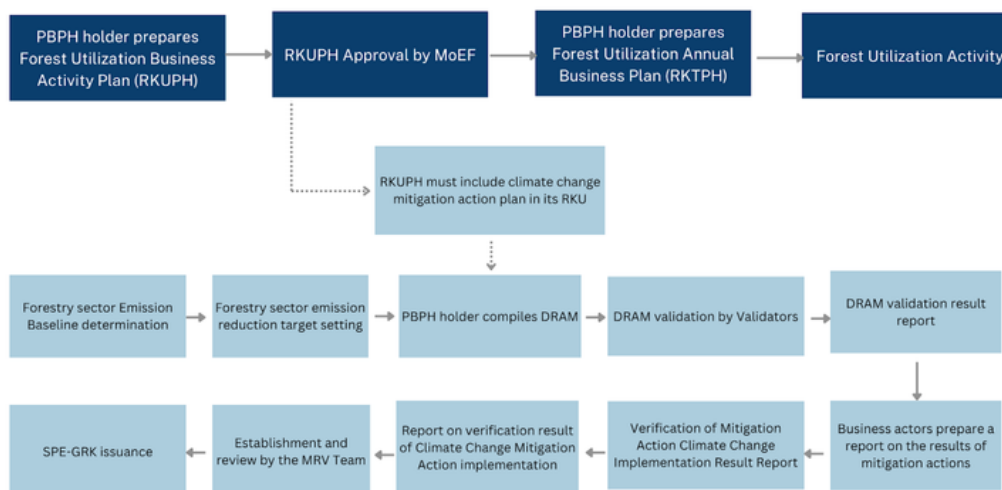 PBPH holder prepares
Forest Utilization Business
Activity Plan (RKUPH)
RKUPH Approval by MoEF
PBPH holder prepares
Forest Utilization Annual
Business Plan (RKTPH)
Forest Utilization Activity
RKUPH must include climate change
mitigation action plan in its RKU
Forestry sector Emission
Baseline determination
Forestry sector emission
reduction target setting
PBPH holder compiles DRAM
DRAM validation by Validators
DRAM validation result
report
SPE-GRK issuance
Establishment and
review by the MRV Team
Report on verification result
of Climate Change Mitigation
Action implementation
Verification of Mitigation
Action Climate Change
Implementation Result Report
Business actors prepare a
report on the results of
mitigation actions